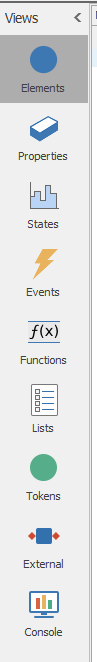 Views <
Elements
Properties
States
Events
f(x)
Functions
Lists
Tokens
External
Console